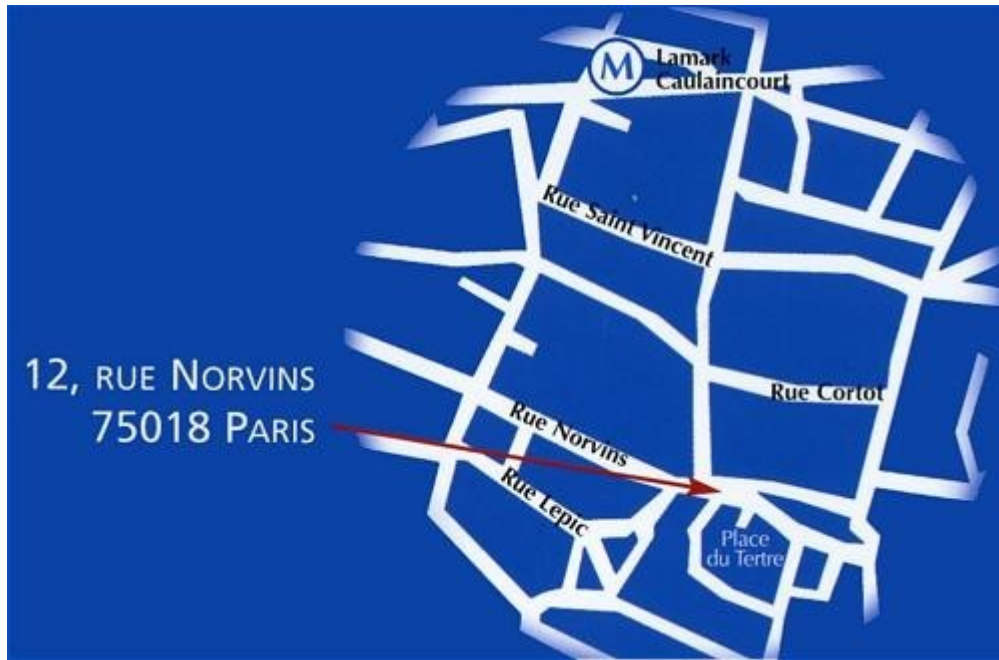 M
Lamark
Caulaincourt
Rue Saint Vincent
12, RUE NORVINS
75018 PARIS
Rue Cortot
Rue Norvins
Rue Lepic
Place
du Tertre